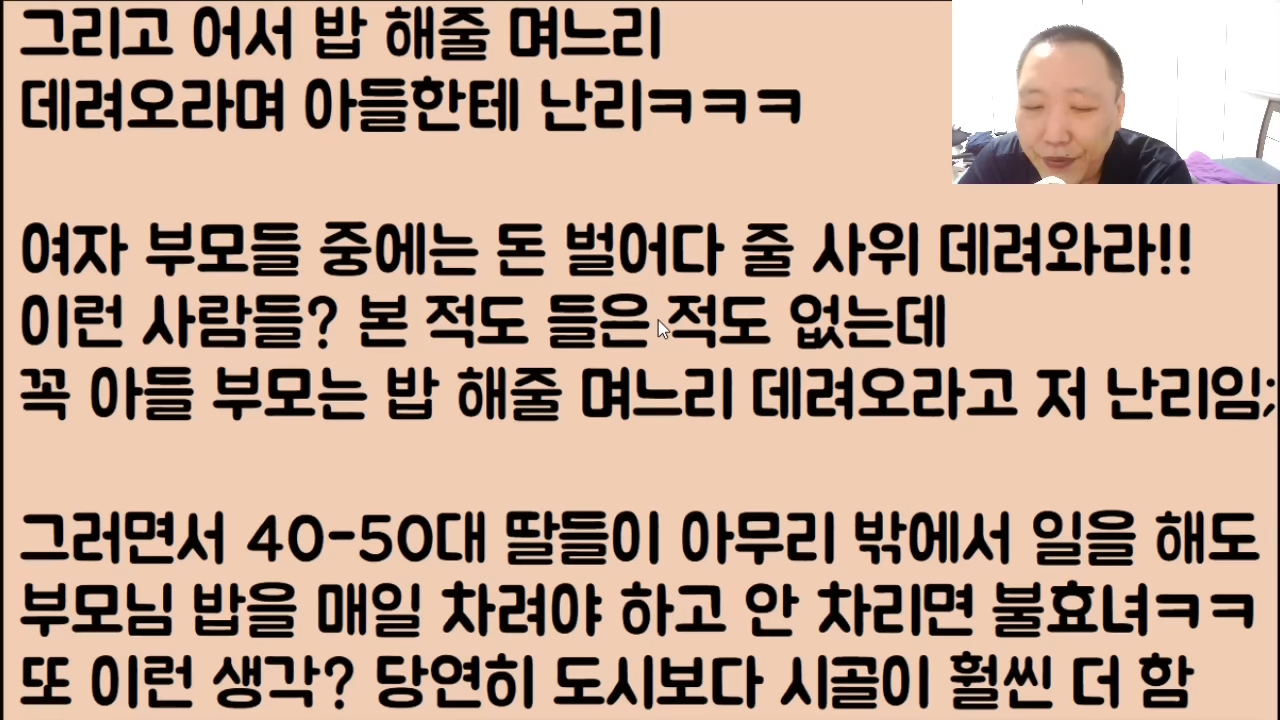 그리고 어서 밥 해줄 며느리
데려오라며 아들한테 난리ㅋㅋㅋ
여자 부모들 중에는 돈 벌어다 줄 사위 데려와라!!
이런 사람들? 본 적도 들은 적도 없는데
꼭 아들 부모는 밥 해줄 며느리 데려오라고 저 난리임;
그러면서 40-50대 딸들이 아무리 밖에서 일을 해도
부모님 밥을 매일 차려야 하고 안 차리면 불효녀ㅋㅋ
또 이런 생각? 당연히 도시보다 시골이 훨씬 더 함